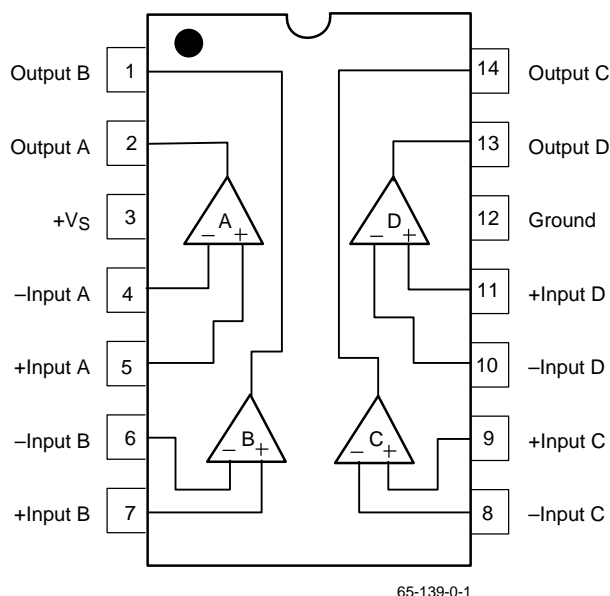 Output B 1 14 Output C
Output A 2 13 Output D
+VS 3 A D 12 Ground
− + − +
–Input A 4 11 +Input D
+Input A 5 10 –Input D
–Input B 6 B C 9 +Input C
− + − +
+Input B 7 8 –Input C
65-139-0-1